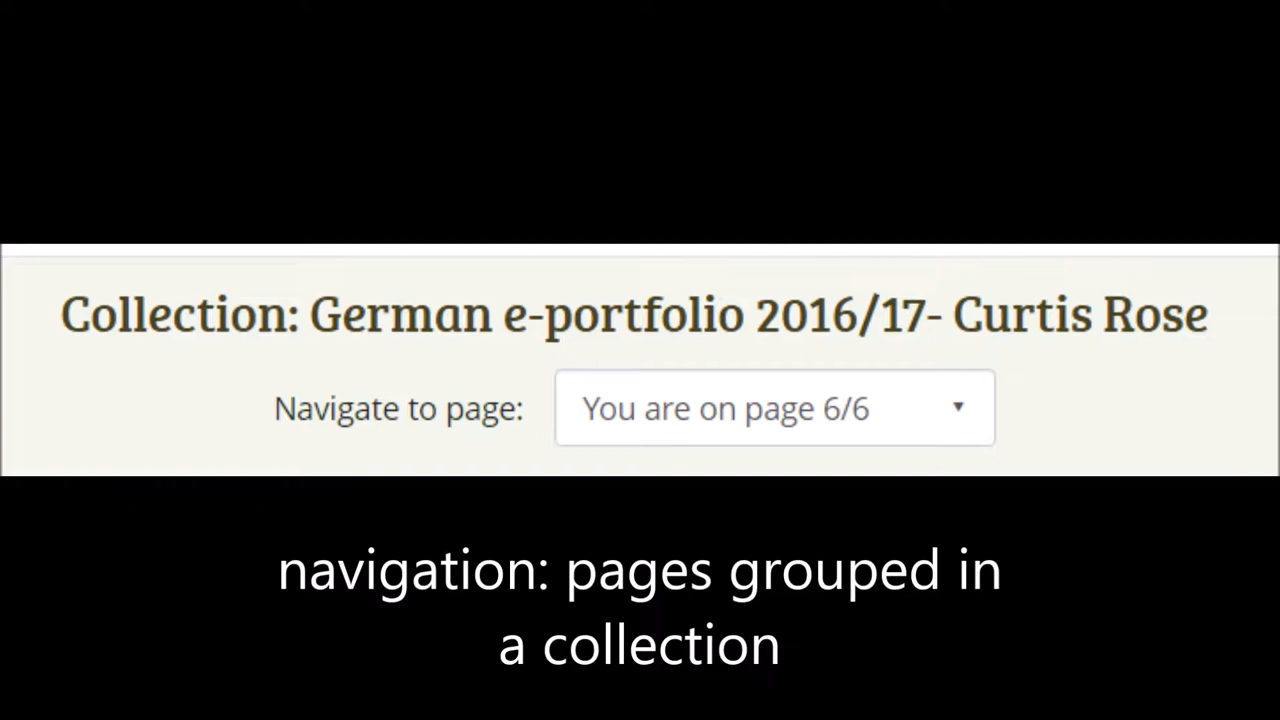 Collection: German e-portfolio 2016/17- Curtis Rose
Navigate to page: You are on page 6/6
navigation: pages grouped in
a collection